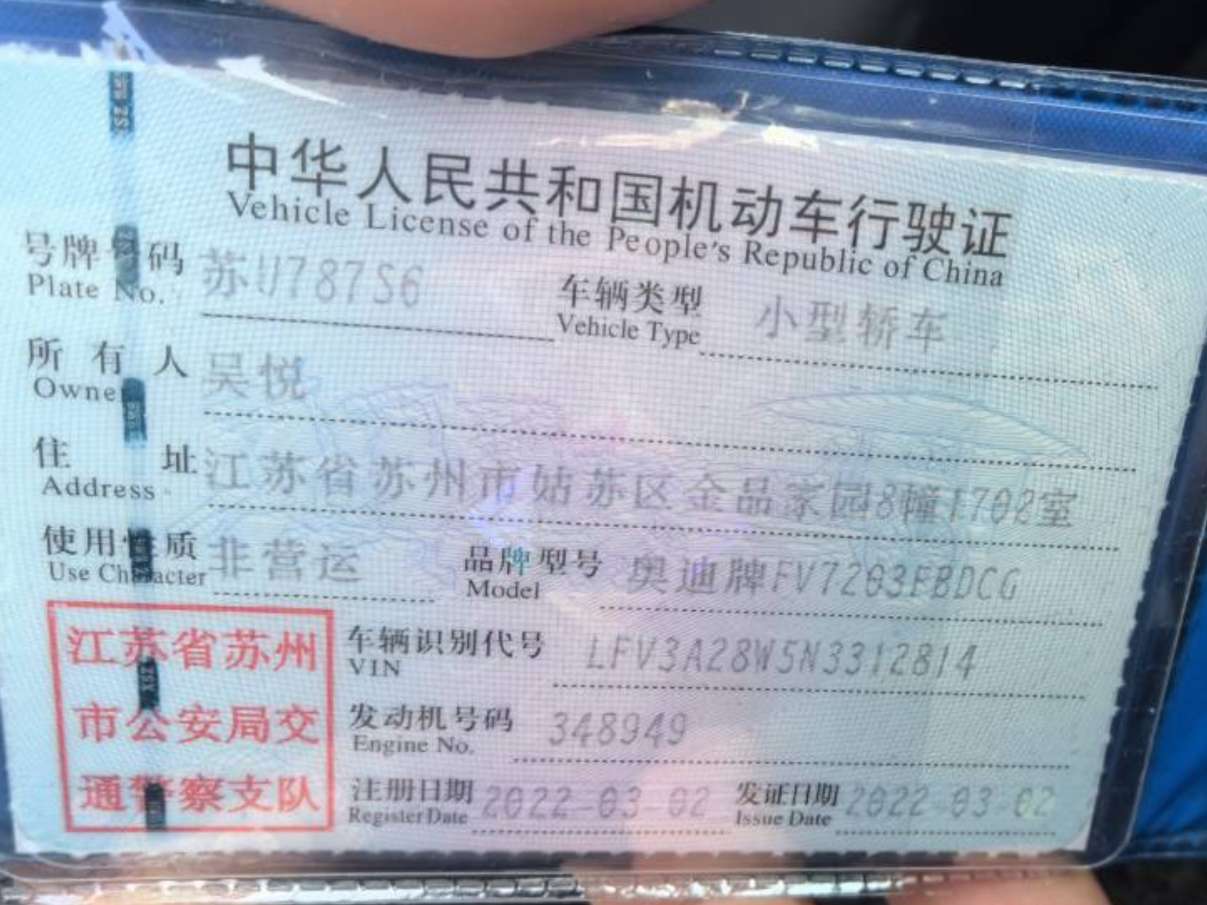 中华人民共和国机动车行驶证
Vehicle License of the People's Republic of China
号牌号码 苏U787S6 车辆类型 小型轿车
Plate No. Vehicle Type
所有人 吴悦
Owner
住址 江苏省苏州市姑苏区金品家园8幢1702室
Address
使用性质 非营运 品牌型号 奥迪牌FV7203EBDCG
Use Character Model
江苏省苏州
市公安局交
通警察支队
车辆识别代号 LFV3A28W5N3312814
VIN
发动机号码 348949
Engine No.
注册日期 2022-03-02 发证日期 2022-03-02
Register Date Issue Date